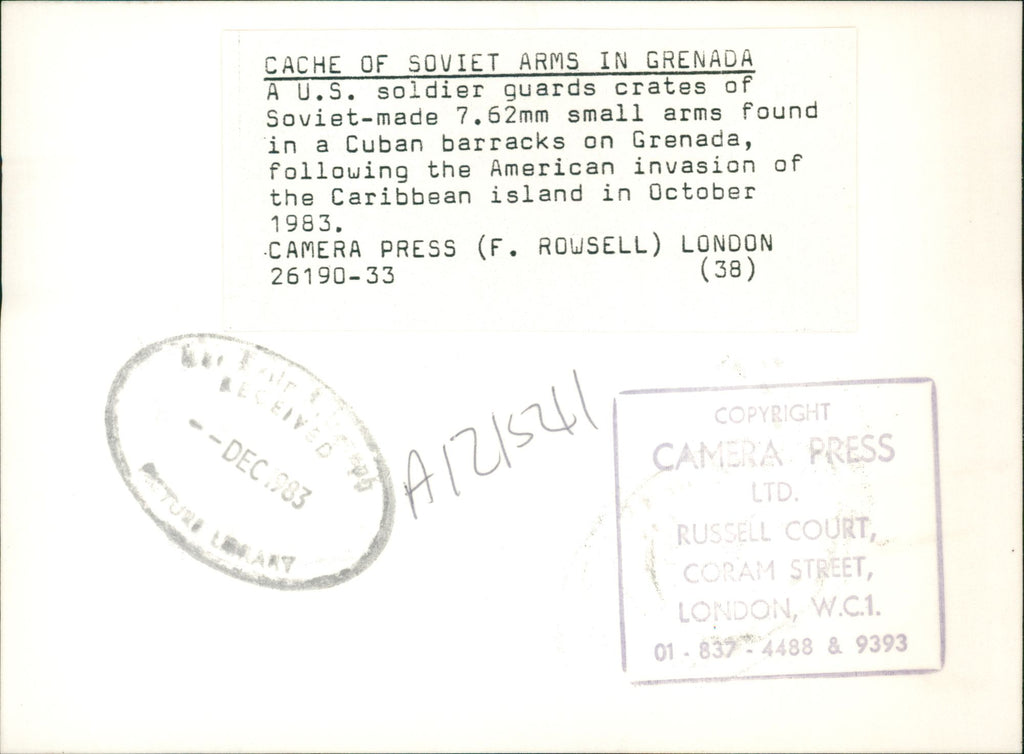 CACHE OF SOVIET ARMS IN GRENADA
A U.S. soldier guards crates of
Soviet-made 7.62mm small arms found
in a Cuban barracks on Grenada,
following the American invasion of
the Caribbean island in October
1983.
CAMERA PRESS (F. ROWSELL) LONDON
26190-33 (38)
RECEIVED
--DEC 1983
PICTURE LIBRARY
A1215241
COPYRIGHT
CAMERA PRESS
LTD.
RUSSELL COURT,
CORAM STREET,
LONDON, W.C.1.
01 - 837 - 4488 & 9393